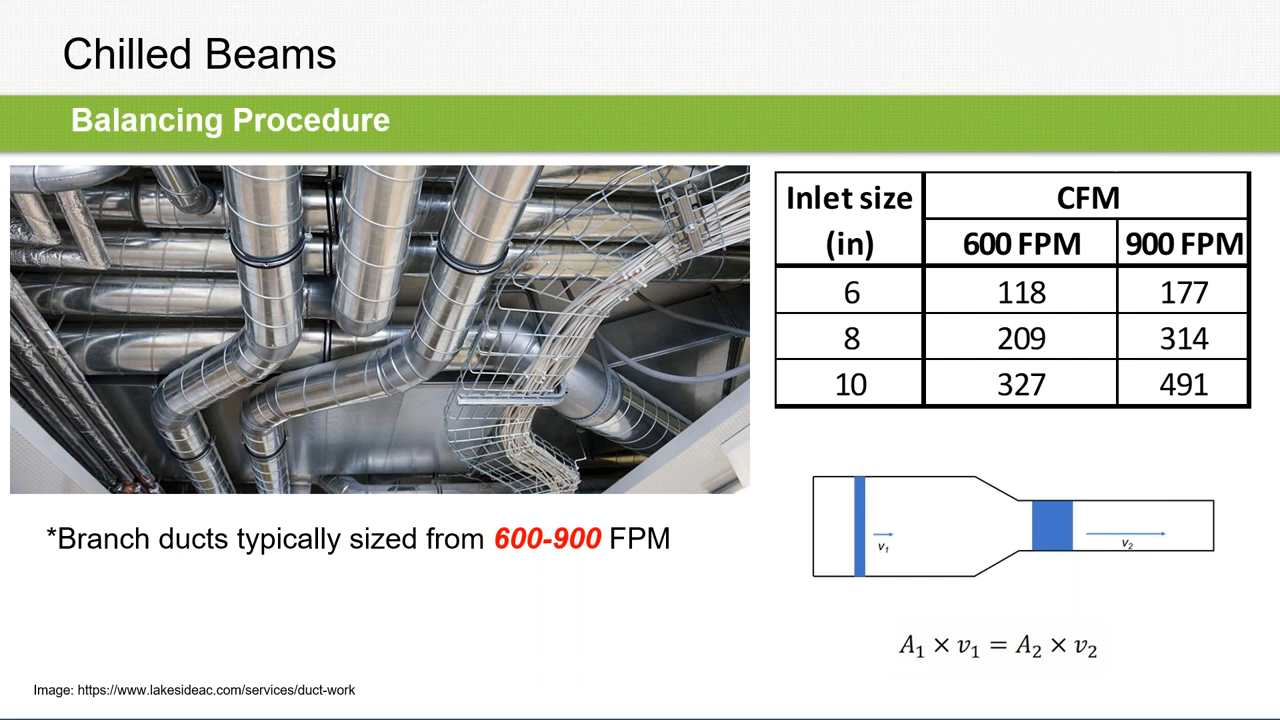 Chilled Beams
Balancing Procedure
Inlet size (in)
CFM
600 FPM 900 FPM
6 118 177
8 209 314
10 327 491
*Branch ducts typically sized from 600-900 FPM
v₁
v₂
A₁ × v₁ = A₂ × v₂
Image: https://www.lakesideac.com/services/duct-work